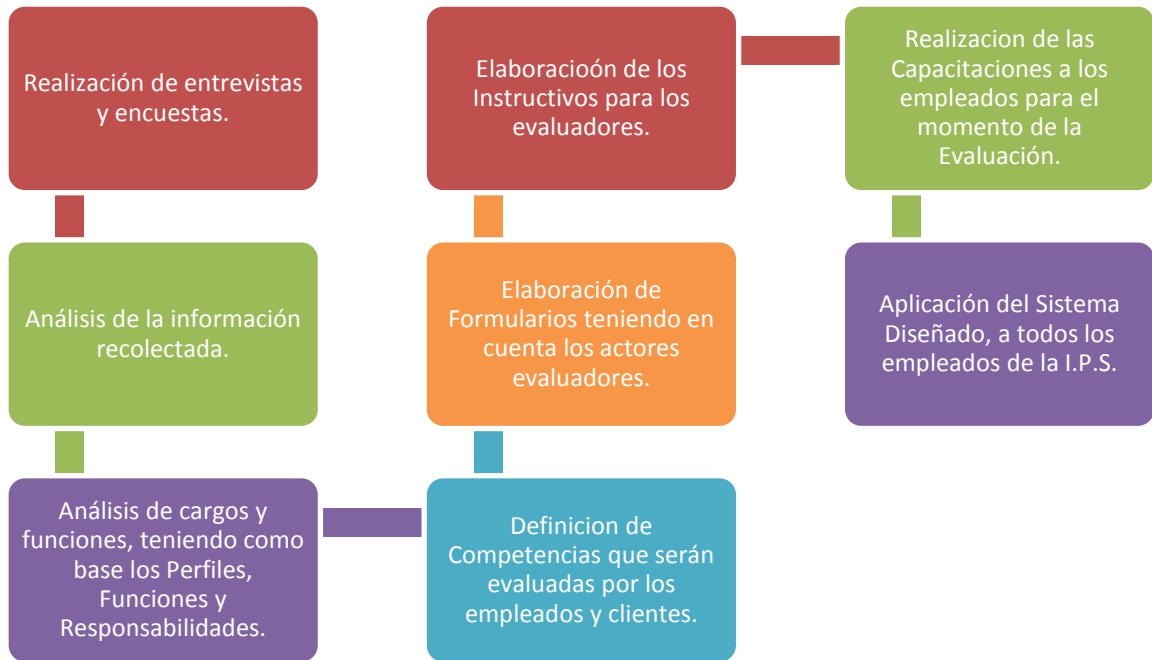 Realización de entrevistas
y encuestas.
Análisis de la información
recolectada.
Análisis de cargos y
funciones, teniendo como
base los Perfiles,
Funciones y
Responsabilidades.
Definicion de
Competencias que serán
evaluadas por los
empleados y clientes.
Elaboración de
Formularios teniendo en
cuenta los actores
evaluadores.
Elaboracioón de los
Instructivos para los
evaluadores.
Realizacion de las
Capacitaciones a los
empleados para el
momento de la
Evaluación.
Aplicación del Sistema
Diseñado, a todos los
empleados de la I.P.S.